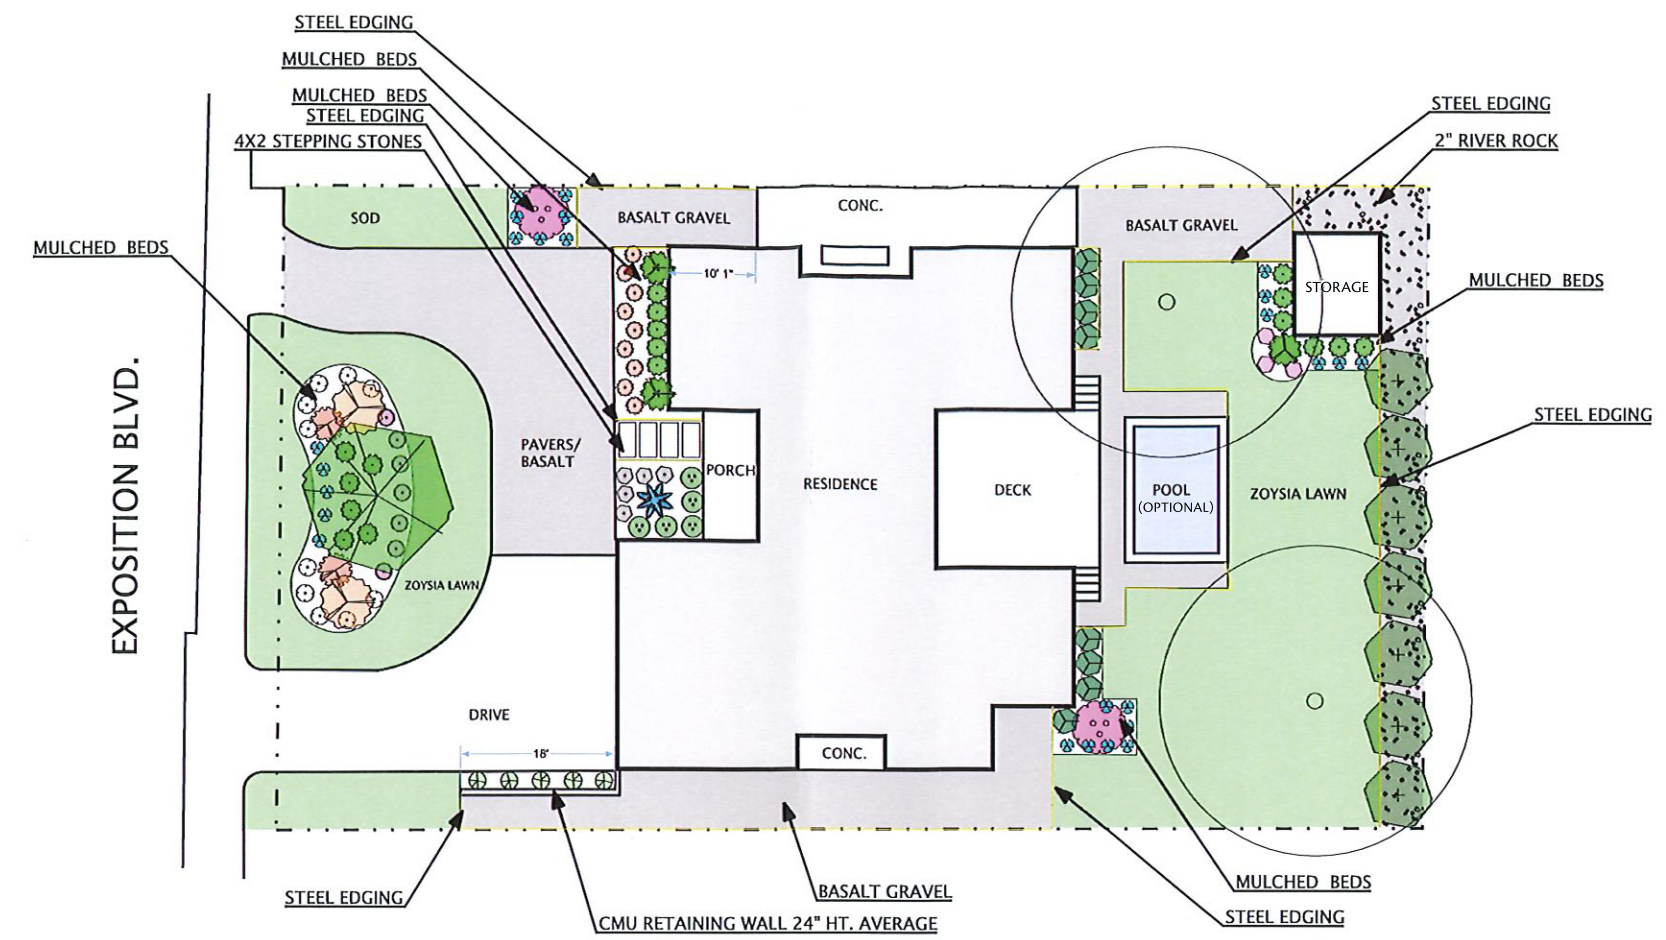 STEEL EDGING
MULCHED BEDS
MULCHED BEDS
STEEL EDGING
4X2 STEPPING STONES
STEEL EDGING
2" RIVER ROCK
SOD
BASALT GRAVEL
CONC.
BASALT GRAVEL
MULCHED BEDS
10' 1"
STORAGE
MULCHED BEDS
EXPOSITION BLVD.
STEEL EDGING
PAVERS/
BASALT
PORCH
RESIDENCE
DECK
POOL
(OPTIONAL)
ZOYSIA LAWN
ZOYSIA LAWN
DRIVE
18'
CONC.
STEEL EDGING
BASALT GRAVEL
MULCHED BEDS
CMU RETAINING WALL 24" HT. AVERAGE
STEEL EDGING